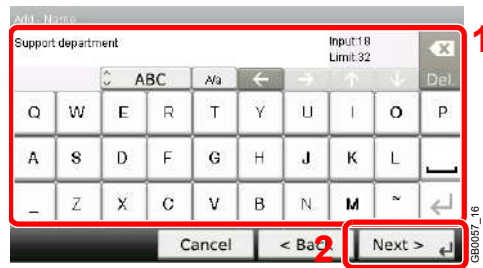 Add - Name
Support department
Input:18
Limit:32
1
ABC
A/a
Del.
Q W E R T Y U I O P
A S D F G H J K L
_ Z X C V B N M ~
2
Cancel
< Back
Next >
GB0057_16